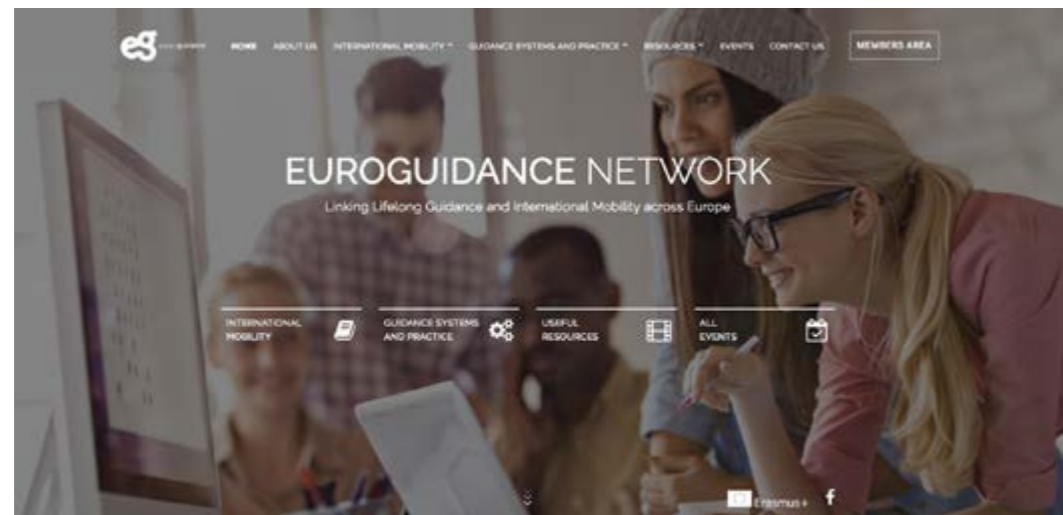 eg
HOME ABOUT US INTERNATIONAL MOBILITY GUIDANCE SYSTEMS AND PRACTICE RESOURCES EVENTS CONTACT US MEMBERS AREA
EUROGUIDANCE NETWORK
Linking Lifelong Guidance and International Mobility across Europe
INTERNATIONAL
MOBILITY
GUIDANCE SYSTEMS
AND PRACTICE
USEFUL
RESOURCES
ALL
EVENTS
Erasmus+ f